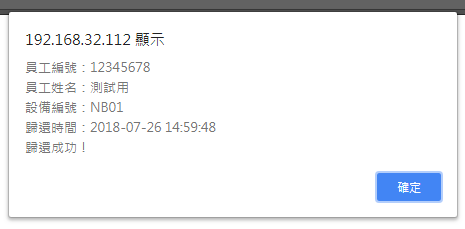 192.168.32.112 顯示
員工編號：12345678
員工姓名：測試用
設備編號：NB01
歸還時間：2018-07-26 14:59:48
歸還成功！
確定